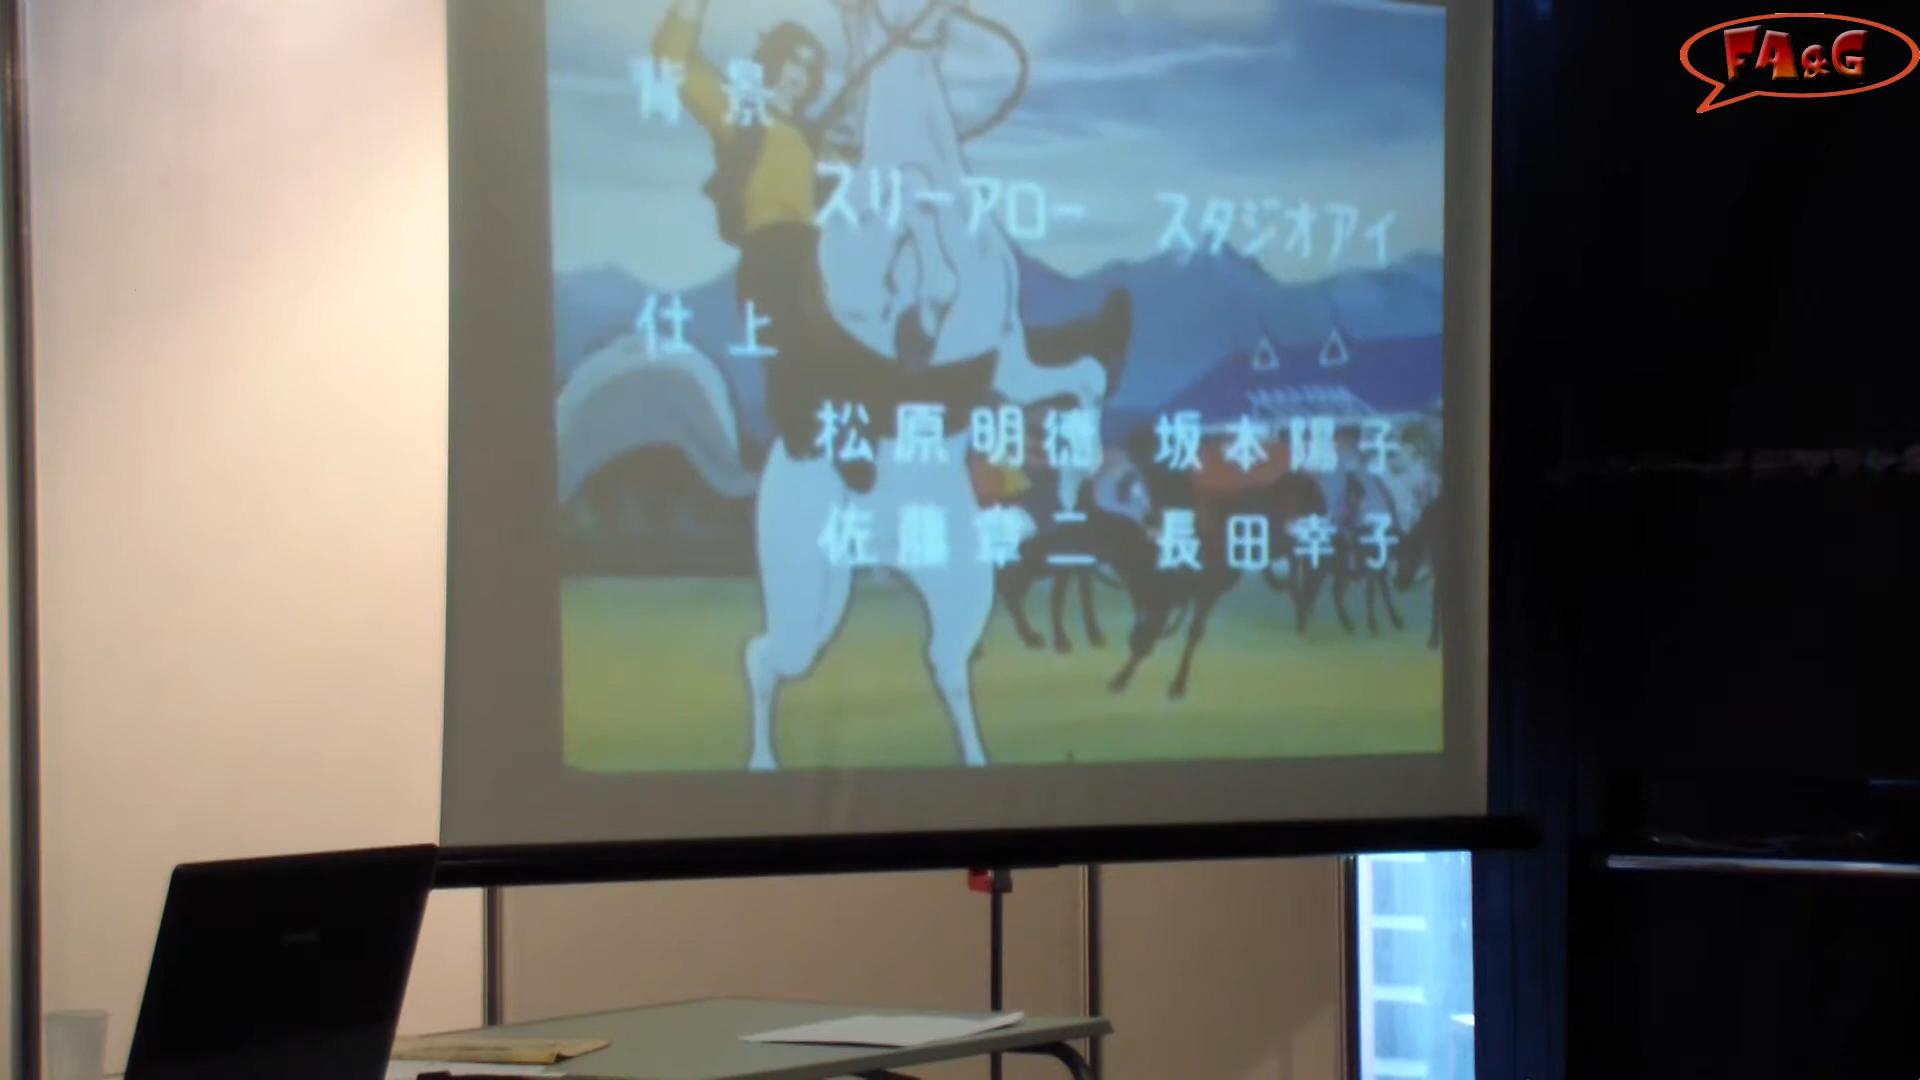 FA&G
背景
スリーアロー スタジオアイ
仕上
松原明徳 坂本陽子
佐藤章二 長田幸子